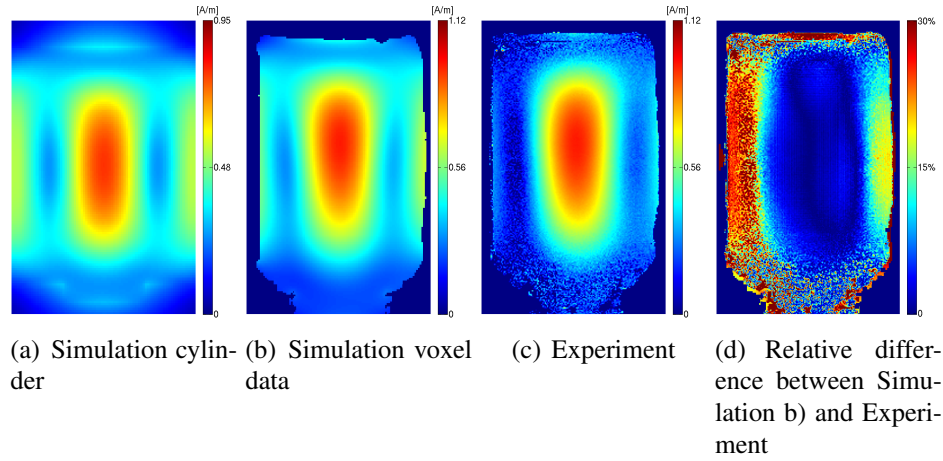 [A/m]
0.95
0.48
0
[A/m]
1.12
0.56
0
[A/m]
1.12
0.56
0
30%
15%
0
(a) Simulation cylin-
der
(b) Simulation voxel
data
(c) Experiment
(d) Relative differ-
ence between Simu-
lation b) and Experi-
ment